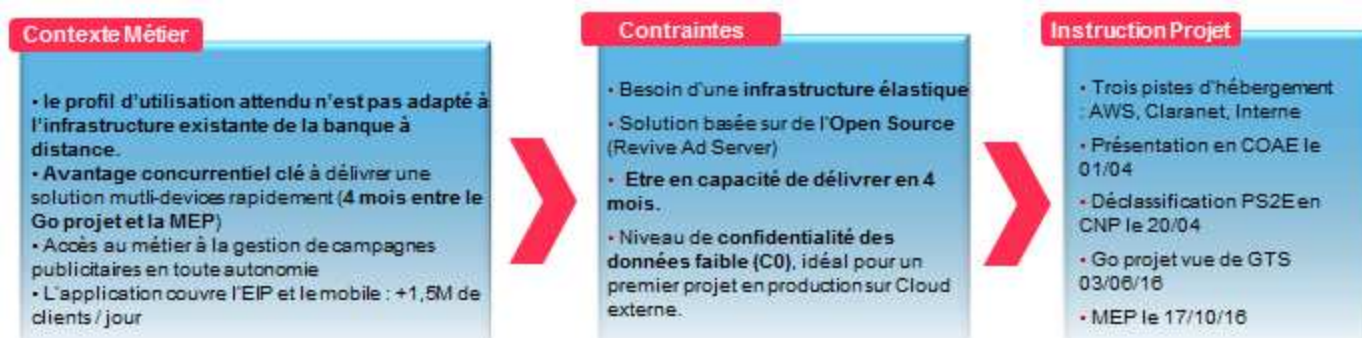 Contexte Métier
• le profil d'utilisation attendu n'est pas adapté à
l'infrastructure existante de la banque à
distance.
• Avantage concurrentiel clé à délivrer une
solution mutli-devices rapidement (4 mois entre le
Go projet et la MEP)
• Accès au métier à la gestion de campagnes
publicitaires en toute autonomie
• L'application couvre l'EIP et le mobile : +1,5M de
clients / jour
Contraintes
• Besoin d'une infrastructure élastique
• Solution basée sur de l'Open Source
(Revive Ad Server)
• Etre en capacité de délivrer en 4
mois.
• Niveau de confidentialité des
données faible (C0), idéal pour un
premier projet en production sur Cloud
externe.
Instruction Projet
• Trois pistes d'hébergement
: AWS, Claranet, Interne
• Présentation en COAE le
01/04
• Déclassification PS2E en
CNP le 20/04
• Go projet vue de GTS
03/06/16
• MEP le 17/10/16